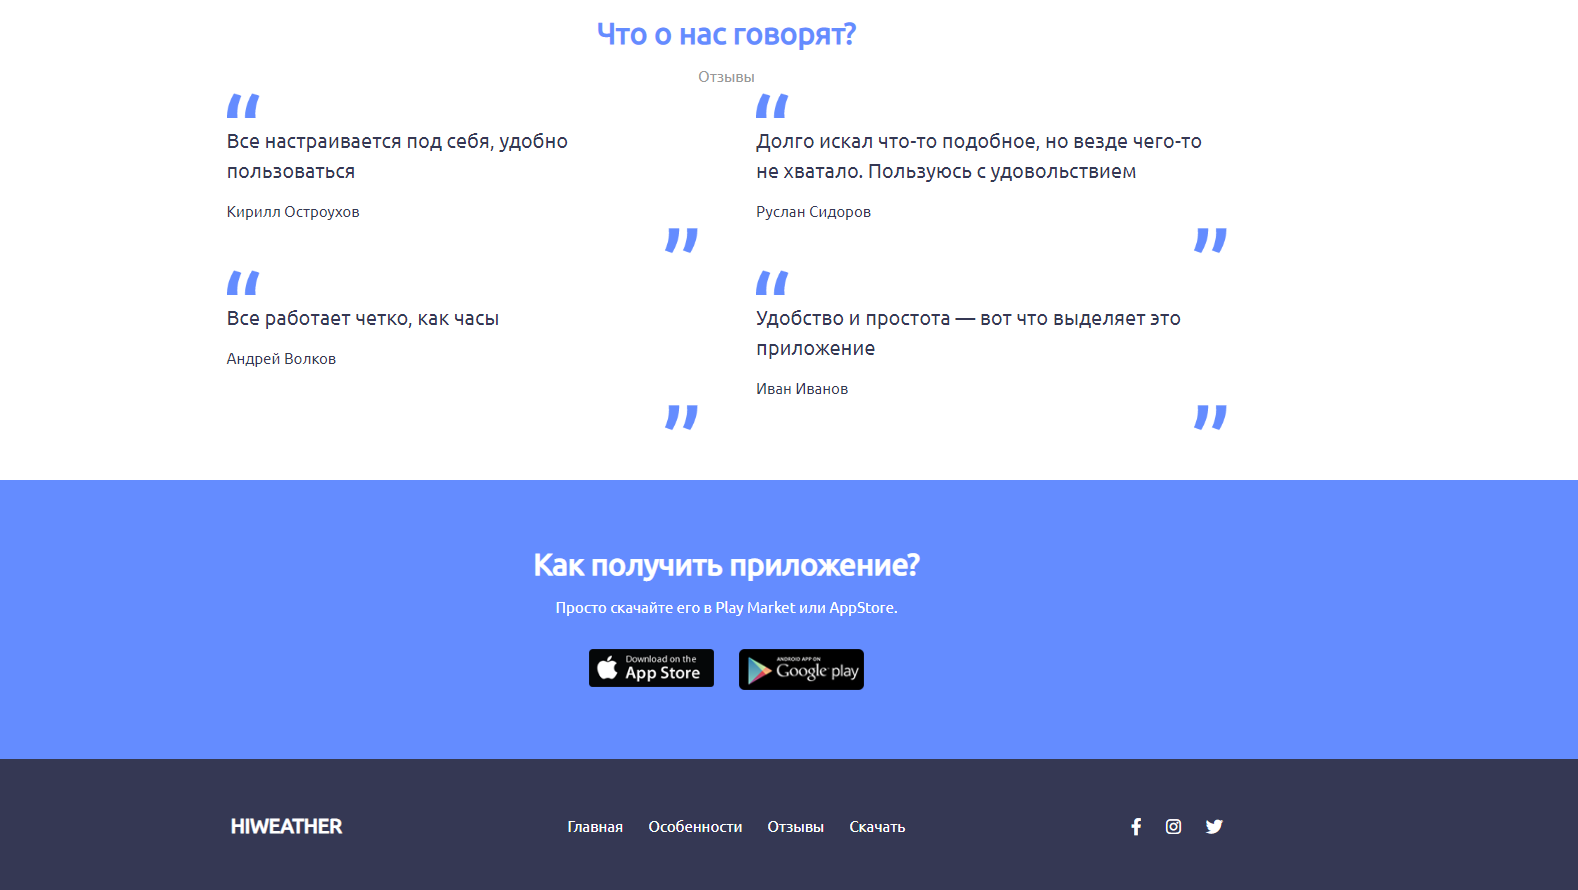 Что о нас говорят?
Отзывы
“
Все настраивается под себя, удобно
пользоваться
Кирилл Остроухов
”
“
Долго искал что-то подобное, но везде чего-то
не хватало. Пользуюсь с удовольствием
Руслан Сидоров
”
“
Все работает четко, как часы
Андрей Волков
”
“
Удобство и простота — вот что выделяет это
приложение
Иван Иванов
”
Как получить приложение?
Просто скачайте его в Play Market или AppStore.
Download on the
App Store
ANDROID APP ON
Google play
HIWEATHER
Главная Особенности Отзывы Скачать